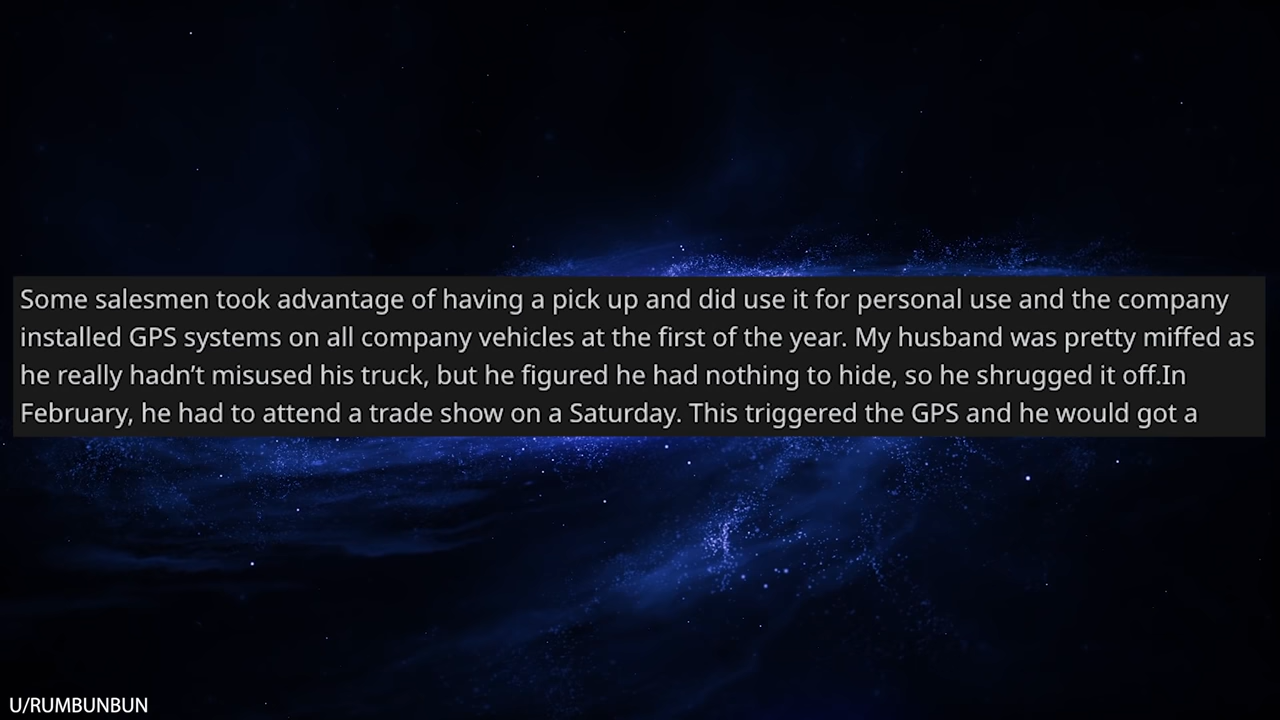 Some salesmen took advantage of having a pick up and did use it for personal use and the company
installed GPS systems on all company vehicles at the first of the year. My husband was pretty miffed as
he really hadn’t misused his truck, but he figured he had nothing to hide, so he shrugged it off.In
February, he had to attend a trade show on a Saturday. This triggered the GPS and he would got a
U/RUMBUNBUN